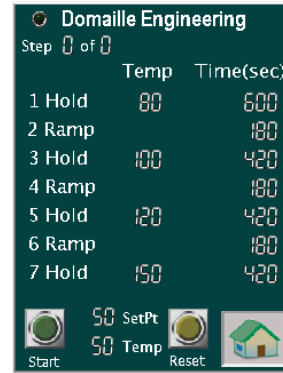 Domaille Engineering
Step 0 of 0
Temp Time(sec)
1 Hold 80 600
2 Ramp 180
3 Hold 100 420
4 Ramp 180
5 Hold 120 420
6 Ramp 180
7 Hold 150 420
50 SetPt
50 Temp
Start Reset